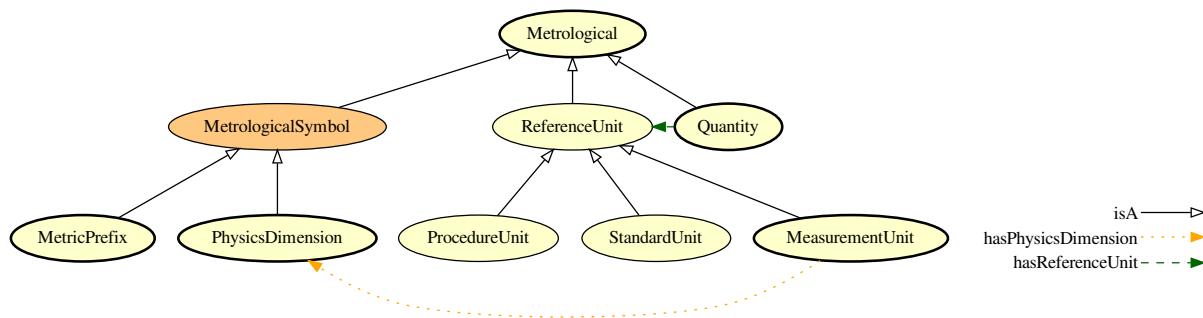 Metrological
MetrologicalSymbol
ReferenceUnit
Quantity
MetricPrefix
PhysicsDimension
ProcedureUnit
StandardUnit
MeasurementUnit
isA
hasPhysicsDimension
hasReferenceUnit